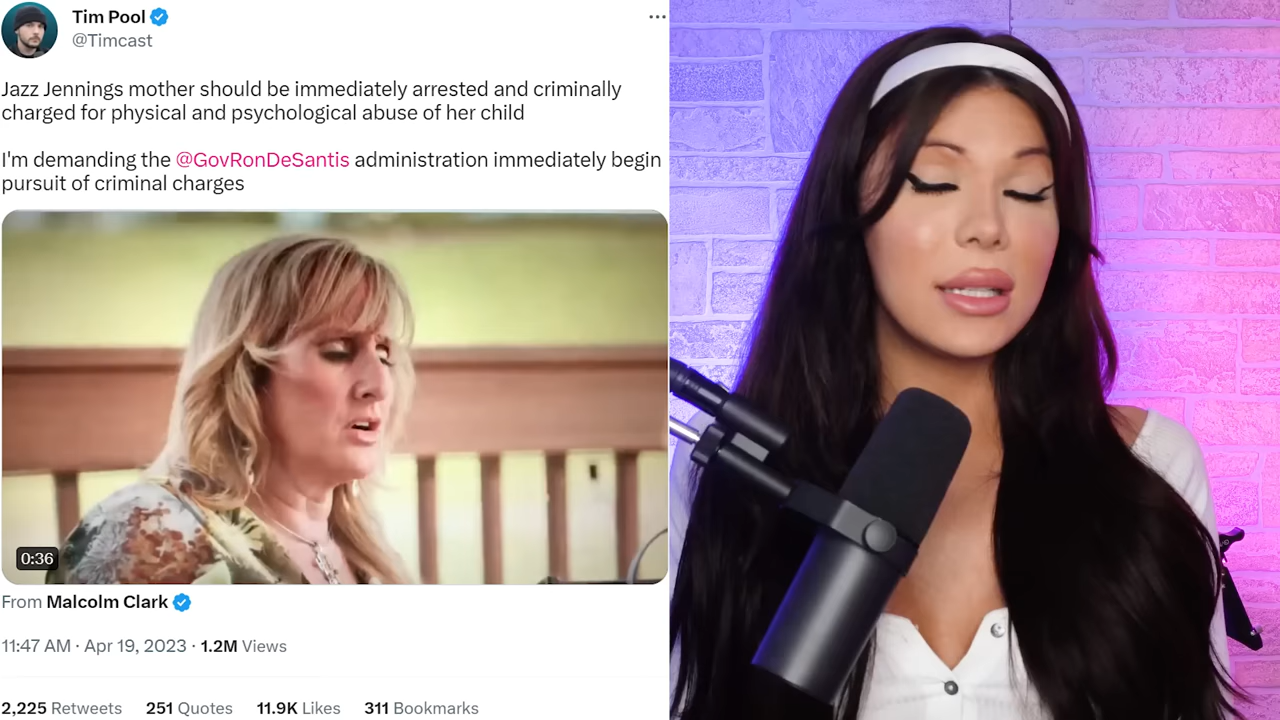 Tim Pool
@Timcast
Jazz Jennings mother should be immediately arrested and criminally
charged for physical and psychological abuse of her child
I'm demanding the @GovRonDeSantis administration immediately begin
pursuit of criminal charges
0:36
From Malcolm Clark
11:47 AM · Apr 19, 2023 · 1.2M Views
2,225 Retweets 251 Quotes 11.9K Likes 311 Bookmarks